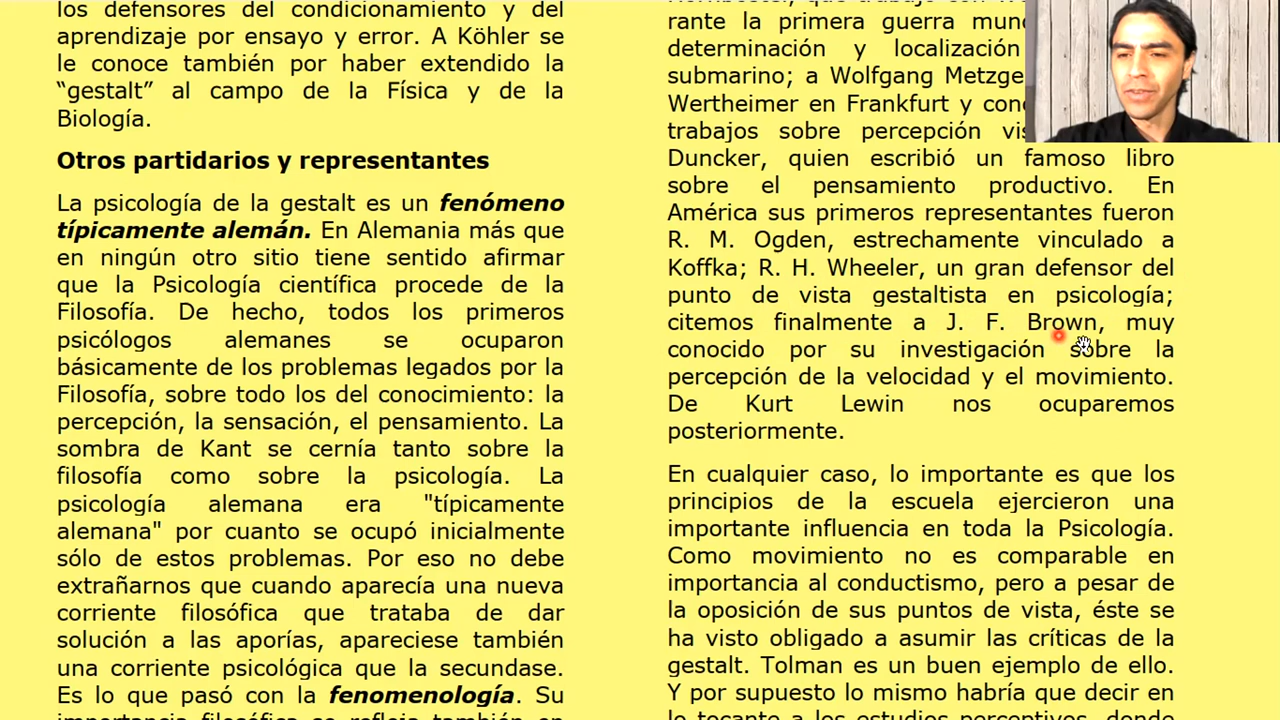 los defensores del condicionamiento y del
aprendizaje por ensayo y error. A Köhler se
le conoce también por haber extendido la
“gestalt” al campo de la Física y de la
Biología.
Otros partidarios y representantes
La psicología de la gestalt es un fenómeno
típicamente alemán. En Alemania más que
en ningún otro sitio tiene sentido afirmar
que la Psicología científica procede de la
Filosofía. De hecho, todos los primeros
psicólogos alemanes se ocuparon
básicamente de los problemas legados por la
Filosofía, sobre todo los del conocimiento: la
percepción, la sensación, el pensamiento. La
sombra de Kant se cernía tanto sobre la
filosofía como sobre la psicología. La
psicología alemana era "típicamente
alemana" por cuanto se ocupó inicialmente
sólo de estos problemas. Por eso no debe
extrañarnos que cuando aparecía una nueva
corriente filosófica que trataba de dar
solución a las aporías, apareciese también
una corriente psicológica que la secundase.
Es lo que pasó con la fenomenología. Su
rante la primera guerra
determinación y localización
submarino; a Wolfgang
Wertheimer en Frankfurt y
trabajos sobre percepción
Duncker, quien escribió un famoso libro
sobre el pensamiento productivo. En
América sus primeros representantes fueron
R. M. Ogden, estrechamente vinculado a
Koffka; R. H. Wheeler, un gran defensor del
punto de vista gestaltista en psicología;
citemos finalmente a J. F. Brown, muy
conocido por su investigación sobre la
percepción de la velocidad y el movimiento.
De Kurt Lewin nos ocuparemos
posteriormente.
En cualquier caso, lo importante es que los
principios de la escuela ejercieron una
importante influencia en toda la Psicología.
Como movimiento no es comparable en
importancia al conductismo, pero a pesar de
la oposición de sus puntos de vista, éste se
ha visto obligado a asumir las críticas de la
gestalt. Tolman es un buen ejemplo de ello.
Y por supuesto lo mismo habría que decir en